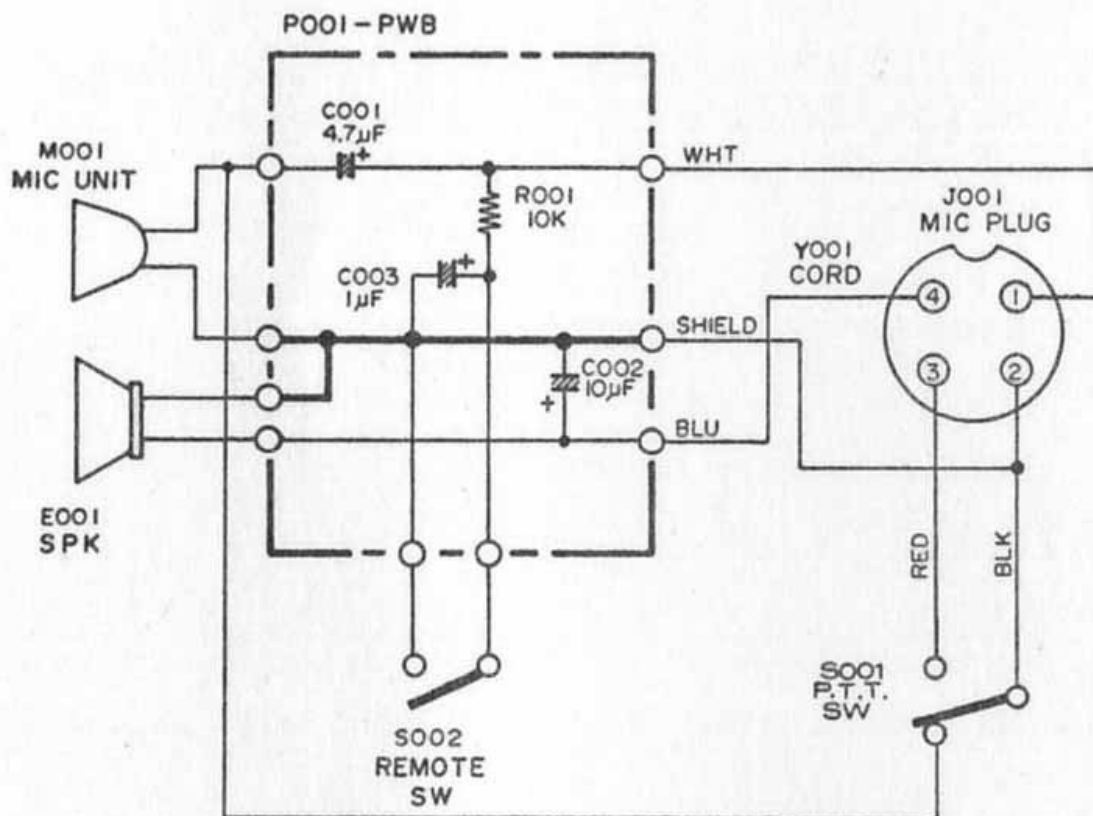 P001-PWB
C001
4.7µF
+
M001
MIC UNIT
WHT
R001
10K
J001
MIC PLUG
Y001
CORD
C003
1µF
+
4
1
SHIELD
C002
10µF
+
3
2
BLU
E001
SPK
RED
BLK
S001
P.T.T.
SW
S002
REMOTE
SW